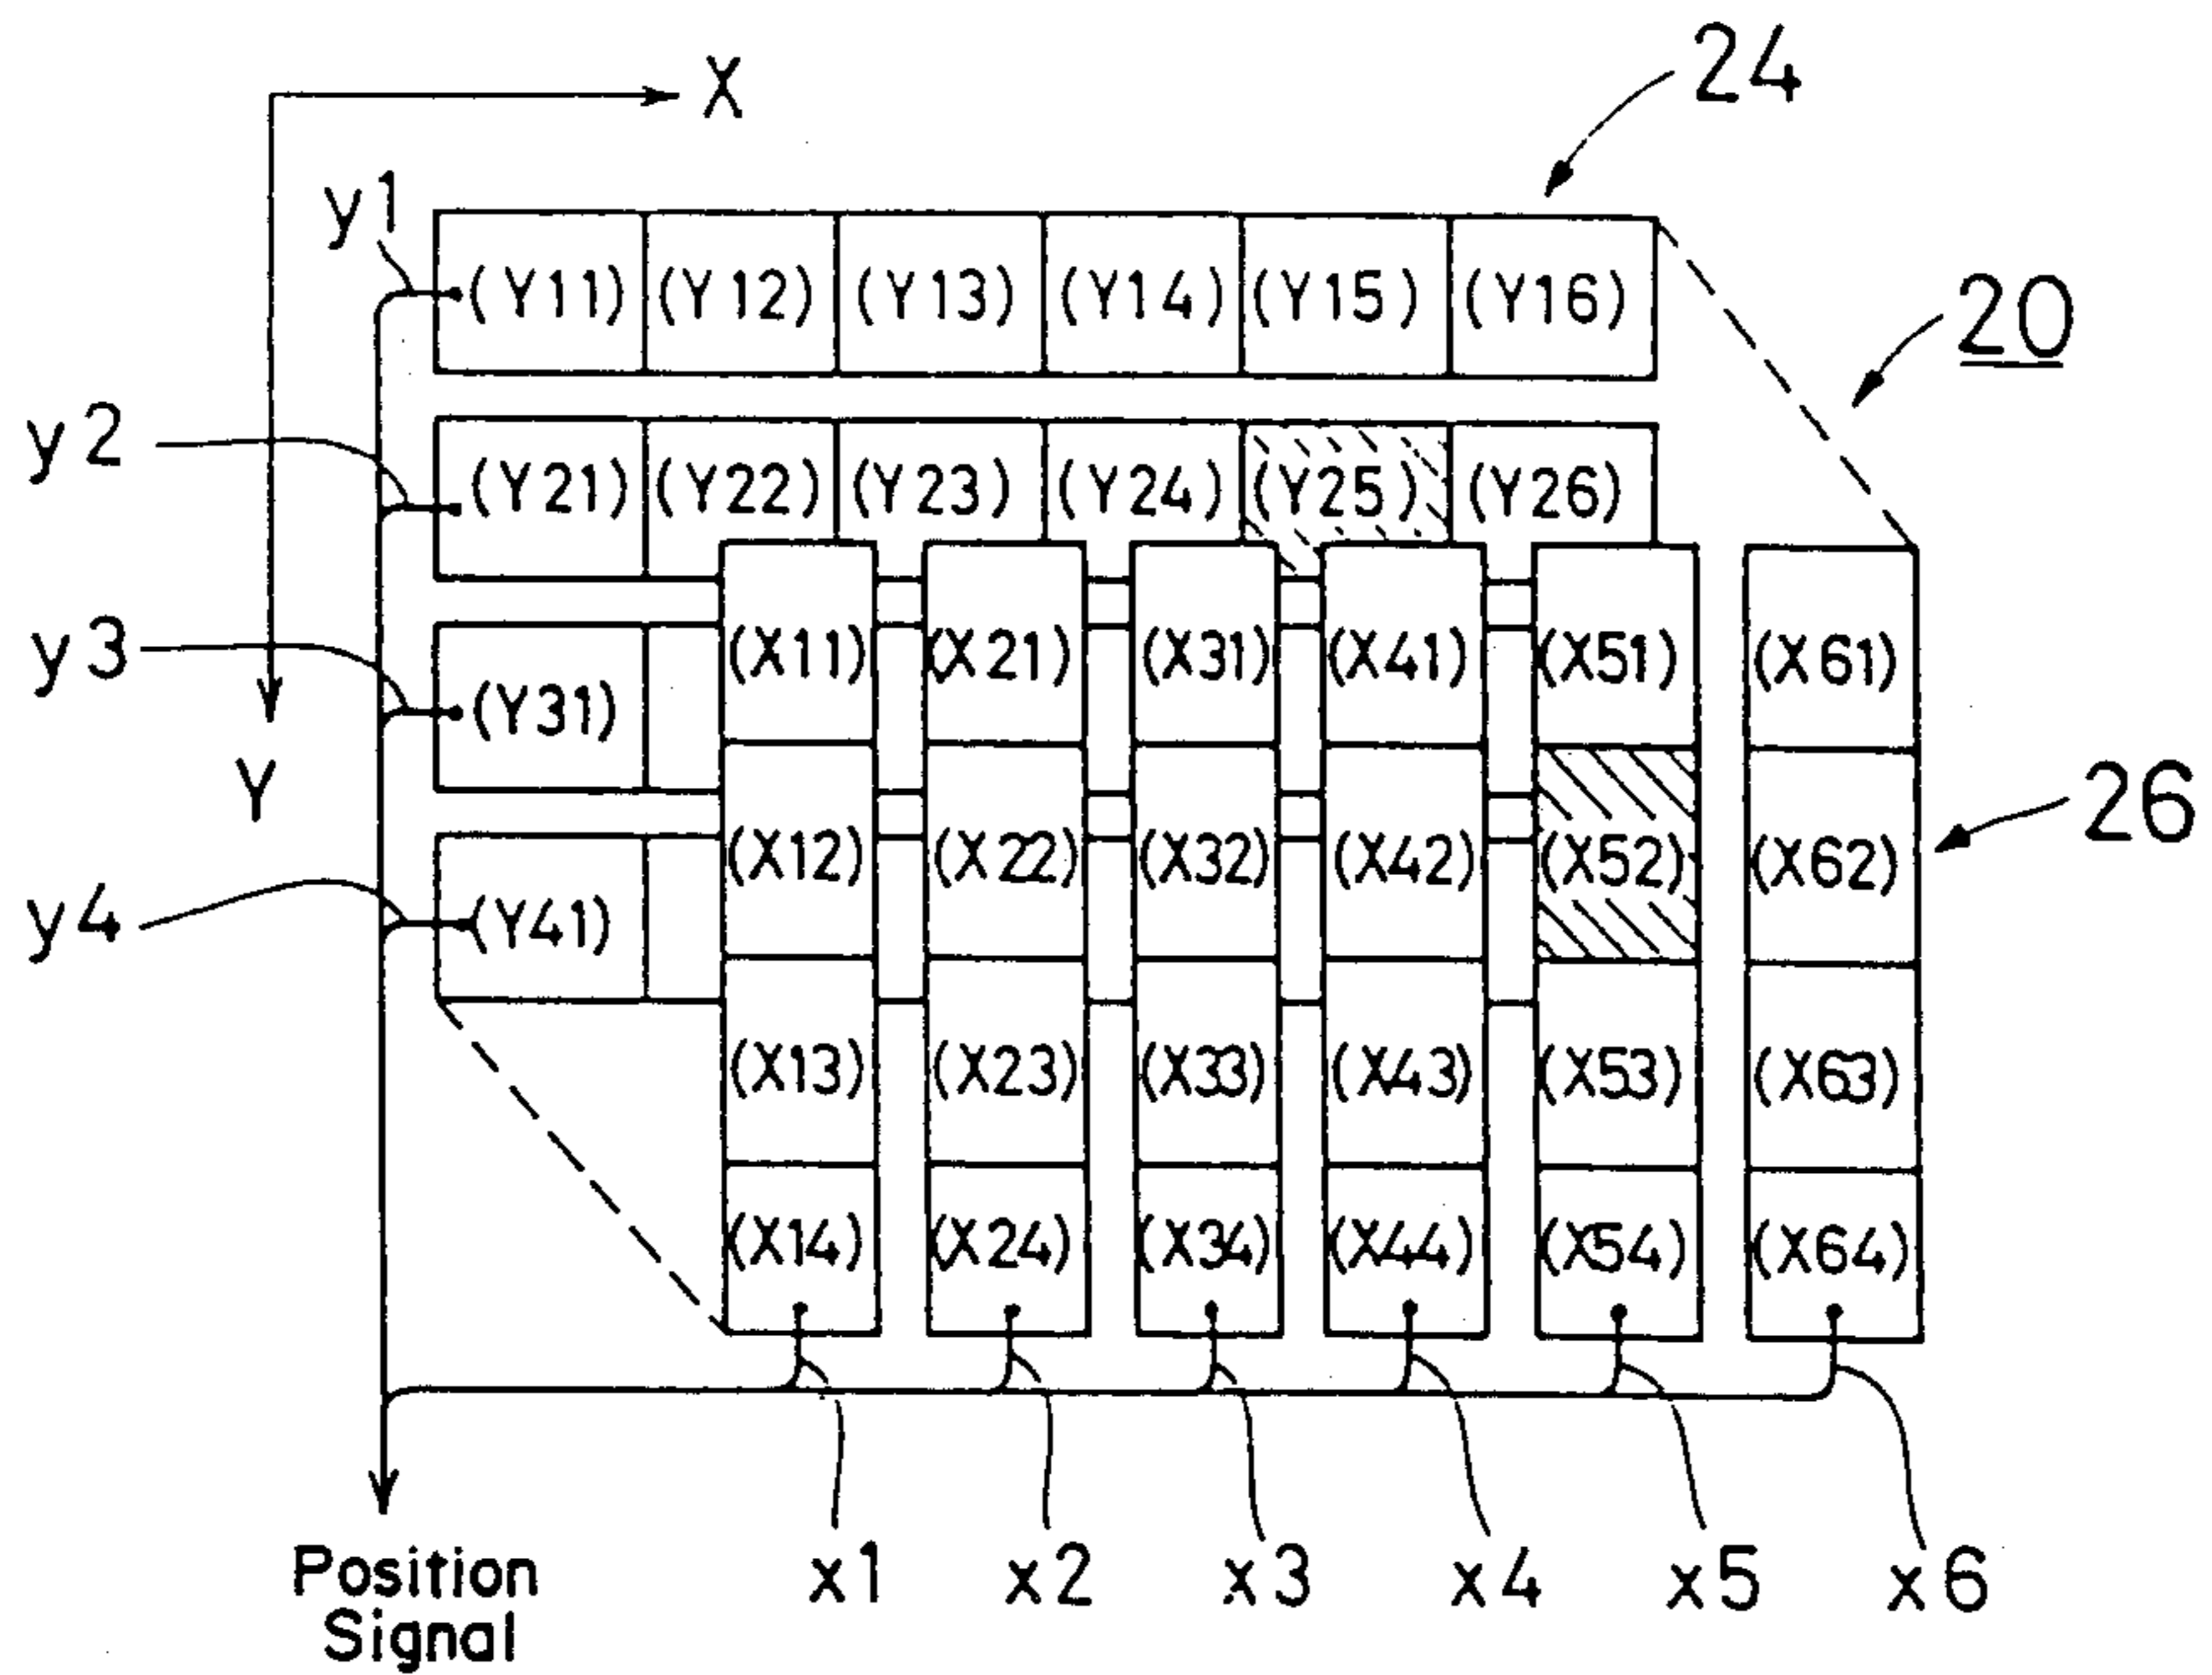 24
X
y1
(Y11) (Y12) (Y13) (Y14) (Y15) (Y16)
20
y2
(Y21) (Y22) (Y23) (Y24) (Y25) (Y26)
y3
(X11) (X21) (X31) (X41) (X51) (X61)
(Y31)
Y
26
(X12) (X22) (X32) (X42) (X52) (X62)
y4
(Y41)
(X13) (X23) (X33) (X43) (X53) (X63)
(X14) (X24) (X34) (X44) (X54) (X64)
x1 x2 x3 x4 x5 x6
Position
Signal